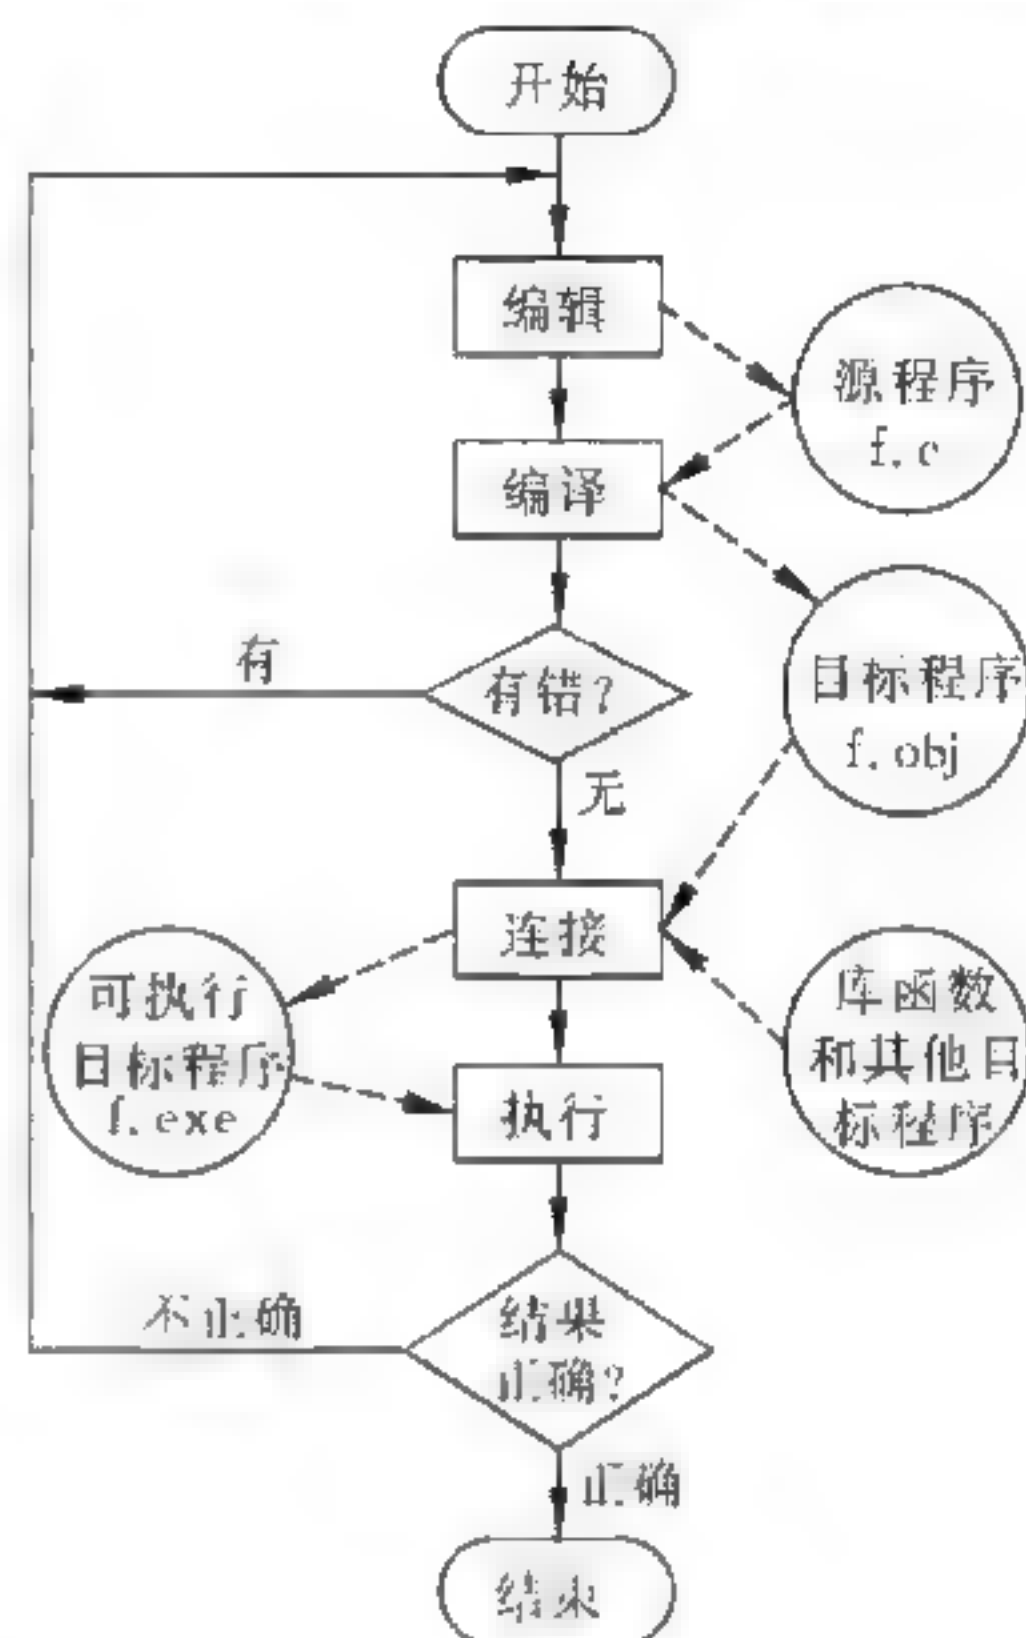 开始
编辑
源程序
f.c
编译
有
有错?
目标程序
f.obj
无
连接
可执行
目标程序
f.exe
库函数
和其他目
标程序
执行
不正确
结果
正确?
正确
结束